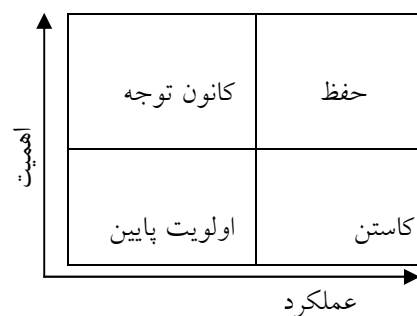 حفظ
کانون توجه
اهمیت
کاستن
اولویت پایین
عملکرد